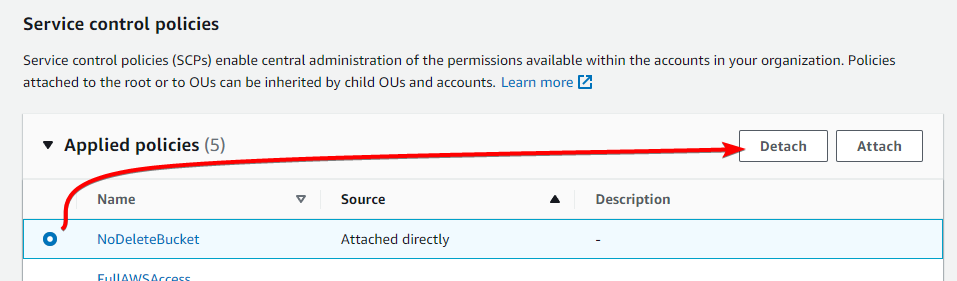 Service control policies
Service control policies (SCPs) enable central administration of the permissions available within the accounts in your organization. Policies
attached to the root or to OUs can be inherited by child OUs and accounts. Learn more
Applied policies (5) Detach Attach
Name Source Description
NoDeleteBucket Attached directly -
FullAWSAccess